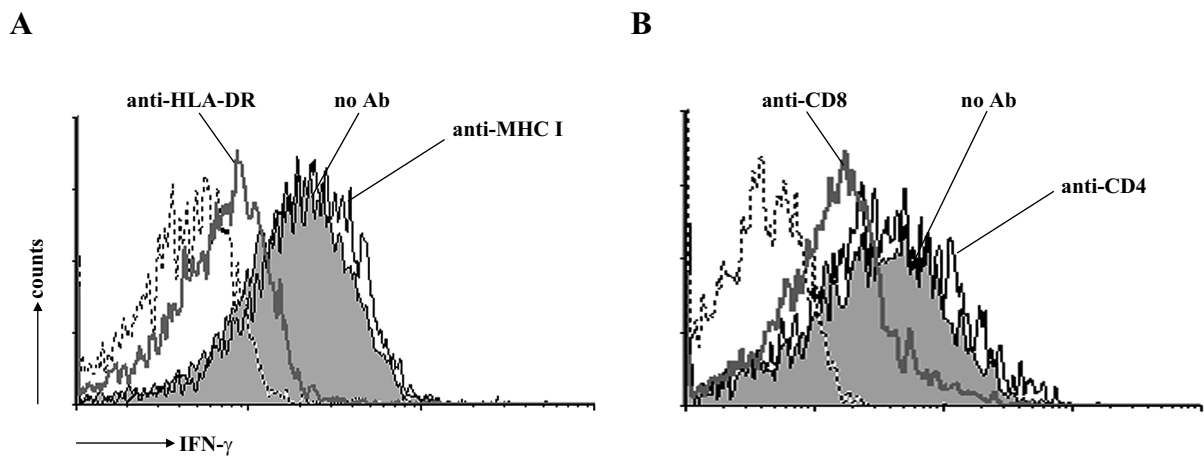 A
B
anti-HLA-DR
no Ab
anti-MHC I
anti-CD8
no Ab
anti-CD4
counts
IFN-γ